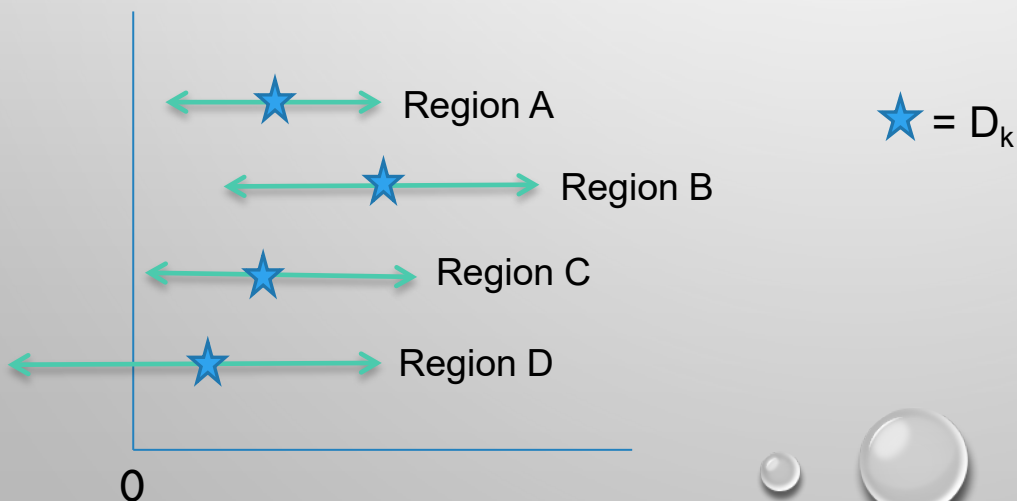 Region A
= Dₖ
Region B
Region C
Region D
0